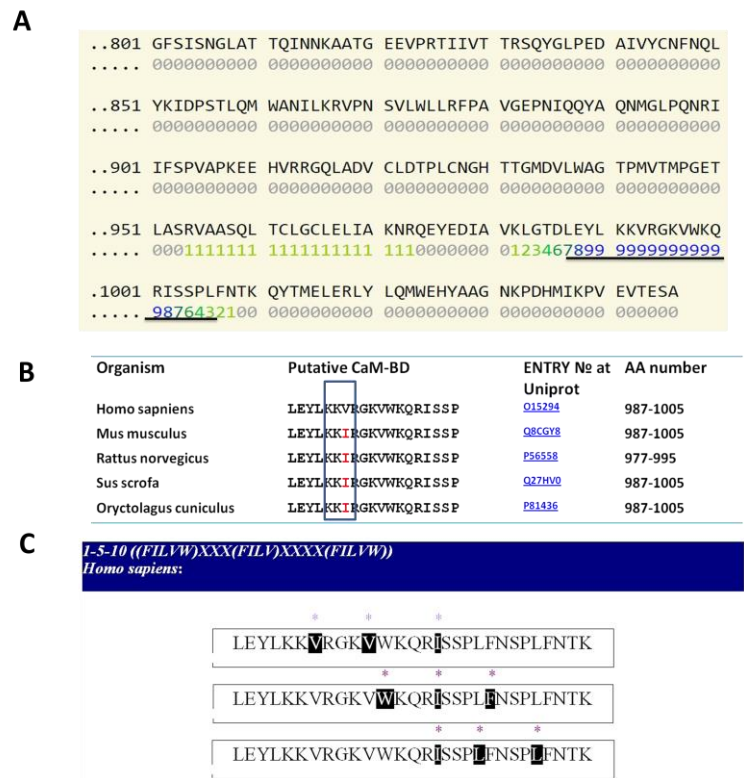 A
..801 GFSISNGLAT TQINNKAATG EEVPRTIIVT TRSQYGLPED AIVYCNFNQL
..... 0000000000 0000000000 0000000000 0000000000 0000000000
..851 YKIDPSTLQM WANILKRVPN SVLWLLRFPA VGEPNIQQYA QNMGLPQNRI
..... 0000000000 0000000000 0000000000 0000000000 0000000000
..901 IFSPVAPKEE HVRRGQLADV CLDTPLCNGH TTGMDVLWAG TPMVTMPGET
..... 0000000000 0000000000 0000000000 0000000000 0000000000
..951 LASRVAASQL TCLGCLELIA KNRQEYEDIA VKLGTDLEYL KKVRGKVWKQ
..... 0001111111 1111111111 1110000000 0123467899 9999999999
.1001 RISSPLFNTK QYTMELERLY LQMWEHYAAG NKPDHMIKPV EVTESA
..... 9876432100 0000000000 0000000000 0000000000 000000
B
Organism Putative CaM-BD ENTRY № at Uniprot AA number
Homo sapniens LEYLKKVRGKVWKQRISSP O15294 987-1005
Mus musculus LEYLKKIRGKVWKQRISSP Q8CGY8 987-1005
Rattus norvegicus LEYLKKIRGKVWKQRISSP P56558 977-995
Sus scrofa LEYLKKIRGKVWKQRISSP Q27HV0 987-1005
Oryctolagus cuniculus LEYLKKIRGKVWKQRISSP P81436 987-1005
C
1-5-10 ((FILVW)XXX(FILV)XXXX(FILVW))
Homo sapiens:
* * *
LEYLKKVRGKVWKQRISSPLFNSPLFNTK
* * *
LEYLKKVRGKVWKQRISSPLFNSPLFNTK
* * *
LEYLKKVRGKVWKQRISSPLFNSPLFNTK